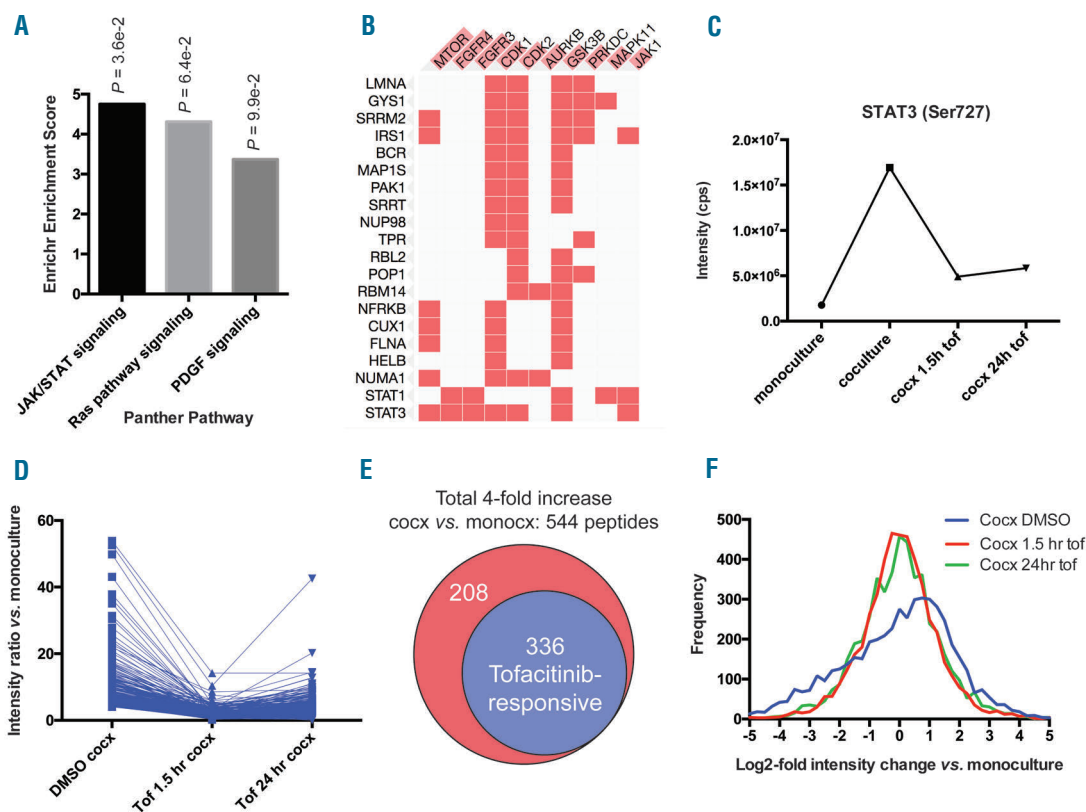 A
Enrichr Enrichment Score
5
4
3
2
1
0
P = 3.6e-2
P = 6.4e-2
P = 9.9e-2
JAK/STAT signaling
Ras pathway signaling
PDGF signaling
Panther Pathway
B
MTOR
FGFR4
FGFR3
CDK1
CDK2
AURKB
GSK3B
PRKDC
MAPK11
JAK1
LMNA
GYS1
SRRM2
IRS1
BCR
MAP1S
PAK1
SRRT
NUP98
TPR
RBL2
POP1
RBM14
NFRKB
CUX1
FLNA
HELB
NUMA1
STAT1
STAT3
C
STAT3 (Ser727)
Intensity (cps)
2.0×10⁷
1.5×10⁷
1.0×10⁷
5.0×10⁶
0.0
monoculture
coculture
cocx 1.5h tof
cocx 24h tof
D
Intensity ratio vs. monoculture
60
40
20
0
DMSO cocx
Tof 1.5 hr cocx
Tof 24 hr cocx
E
Total 4-fold increase
cocx vs. monocx: 544 peptides
208
336
Tofacitinib-
responsive
F
Frequency
500
400
300
200
100
0
Cocx DMSO
Cocx 1.5 hr tof
Cocx 24hr tof
-5 -4 -3 -2 -1 0 1 2 3 4 5
Log2-fold intensity change vs. monoculture